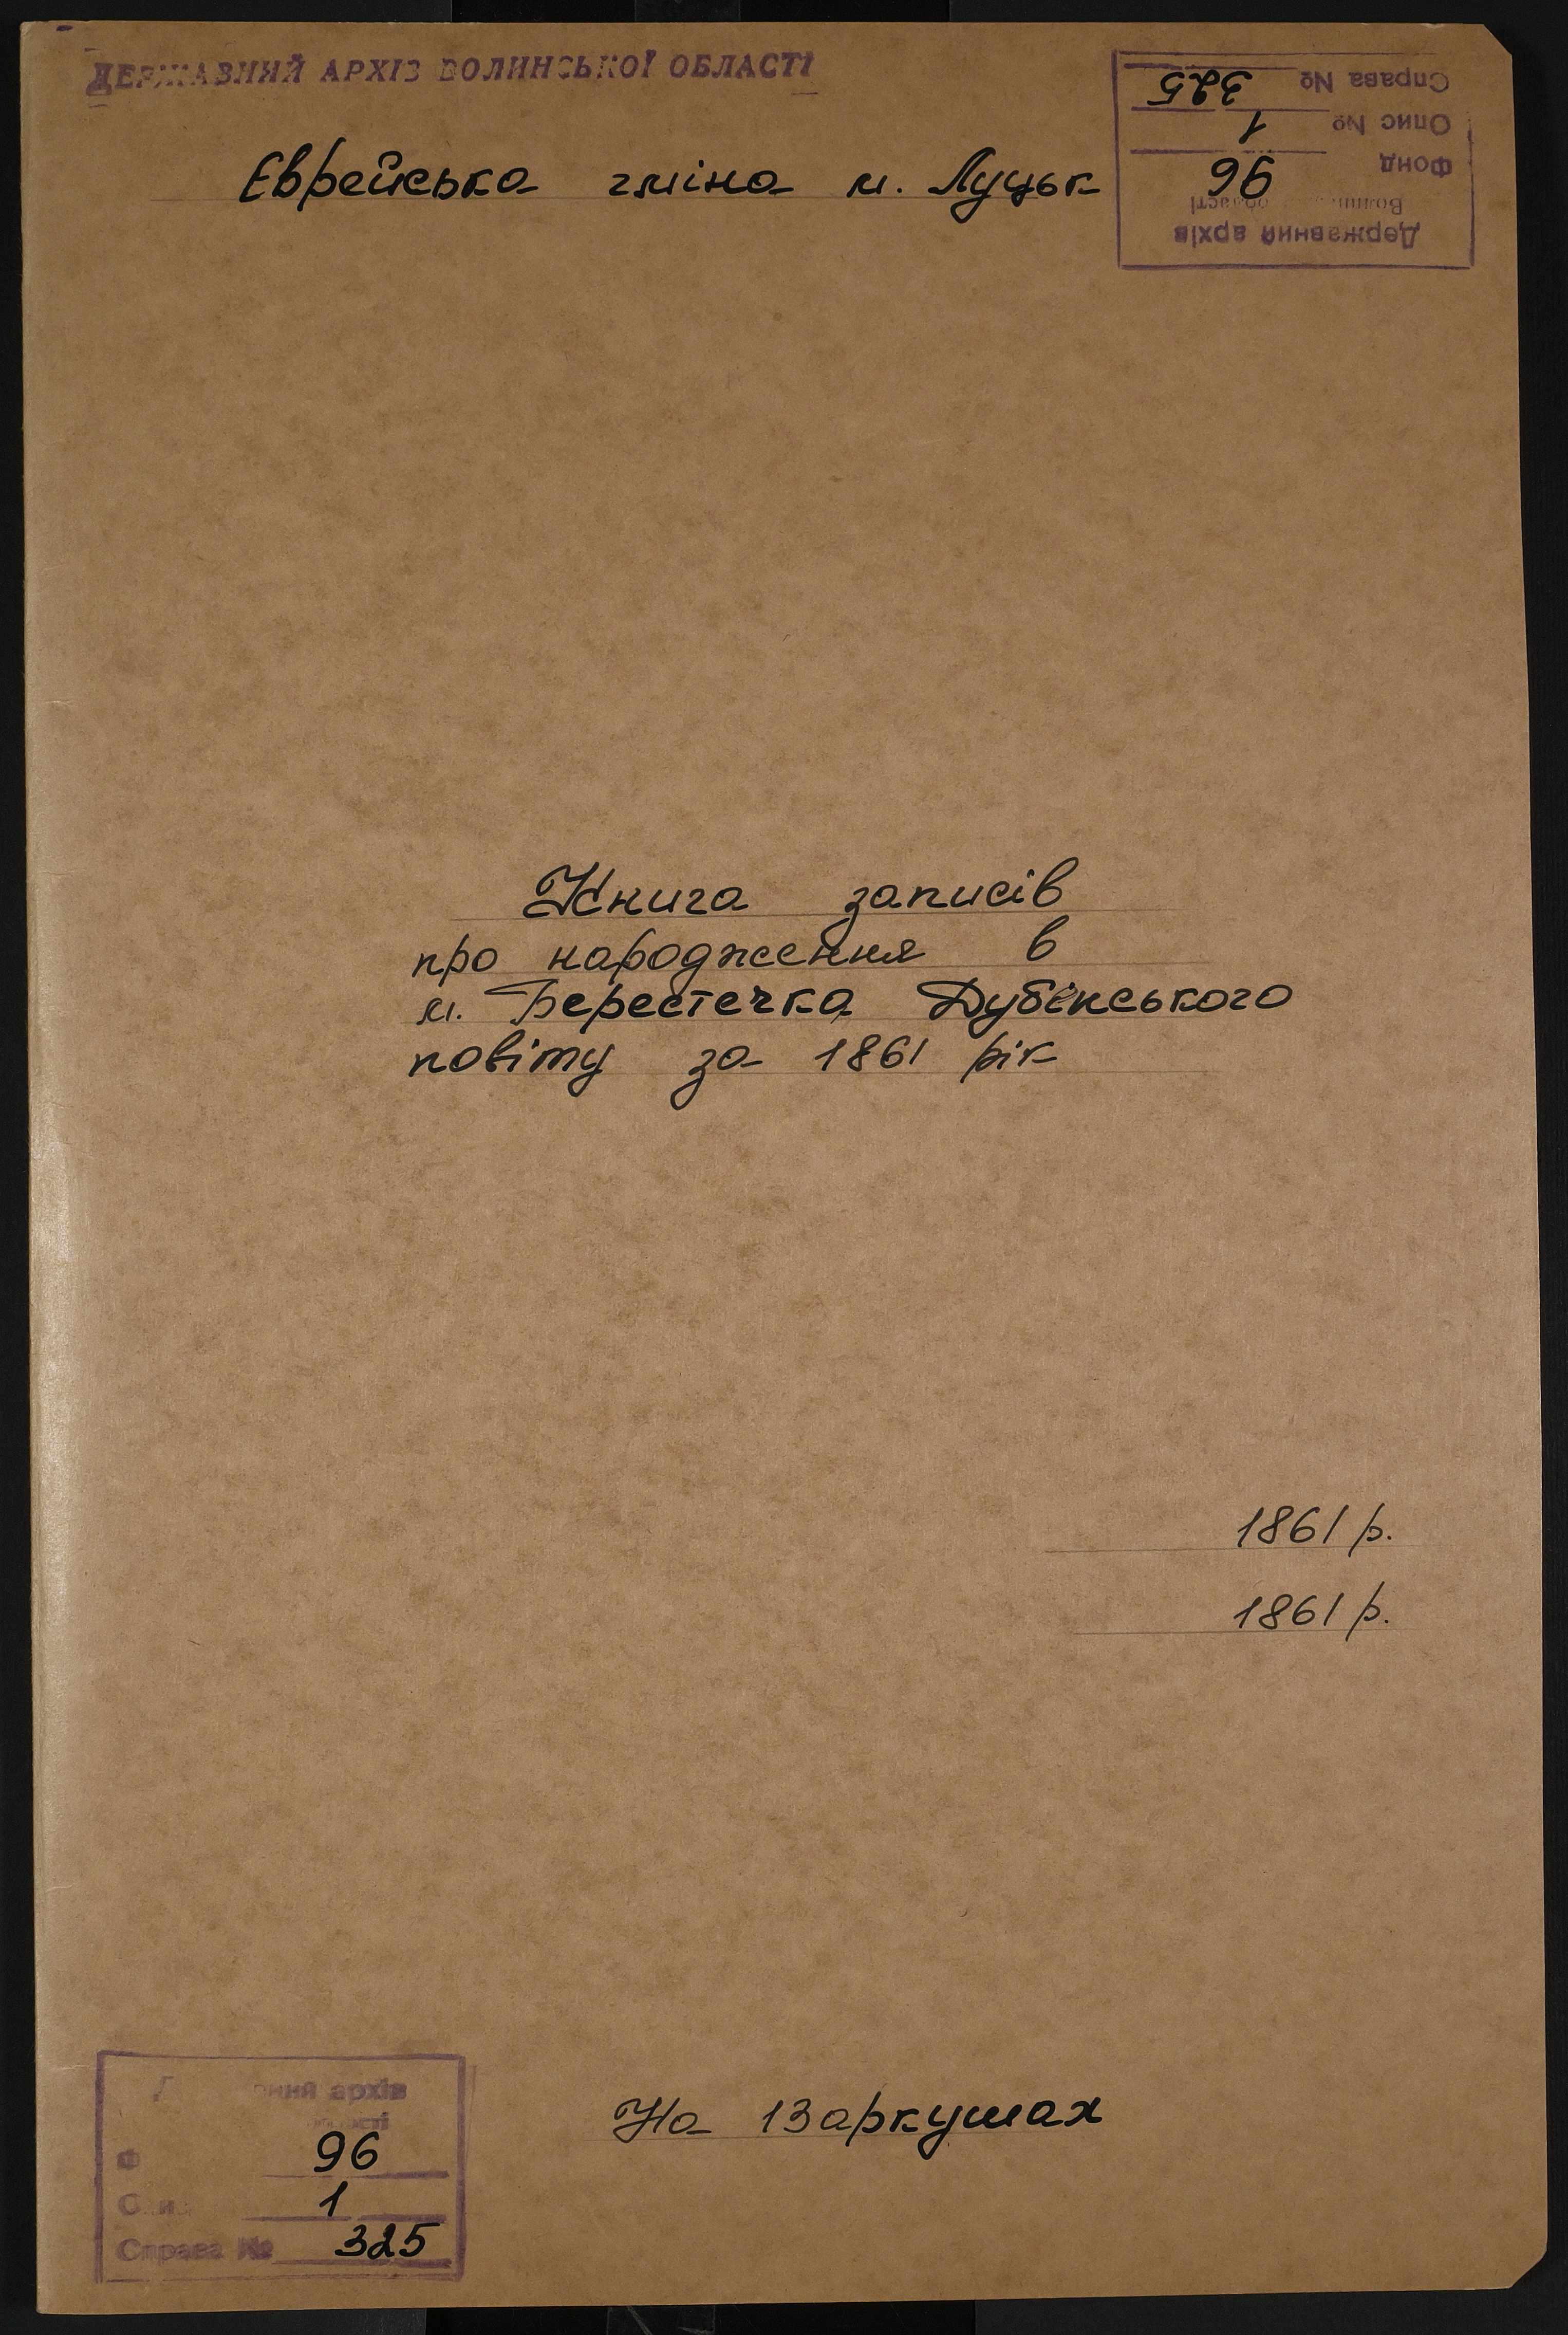 ДЕРЖАВНИЙ АРХІВ ВОЛИНСЬКОЇ ОБЛАСТІ
Державний архів
Волинської області
Фонд 96
Опис № 1
Справа № 325
Єврейська гміна м. Луцьк
Книга записів
про народження в
м. Берестечка Дубенського
повіту за 1861 рік
1861 р.
1861 р.
На 13 аркушах
архів
96
1
Справа № 325